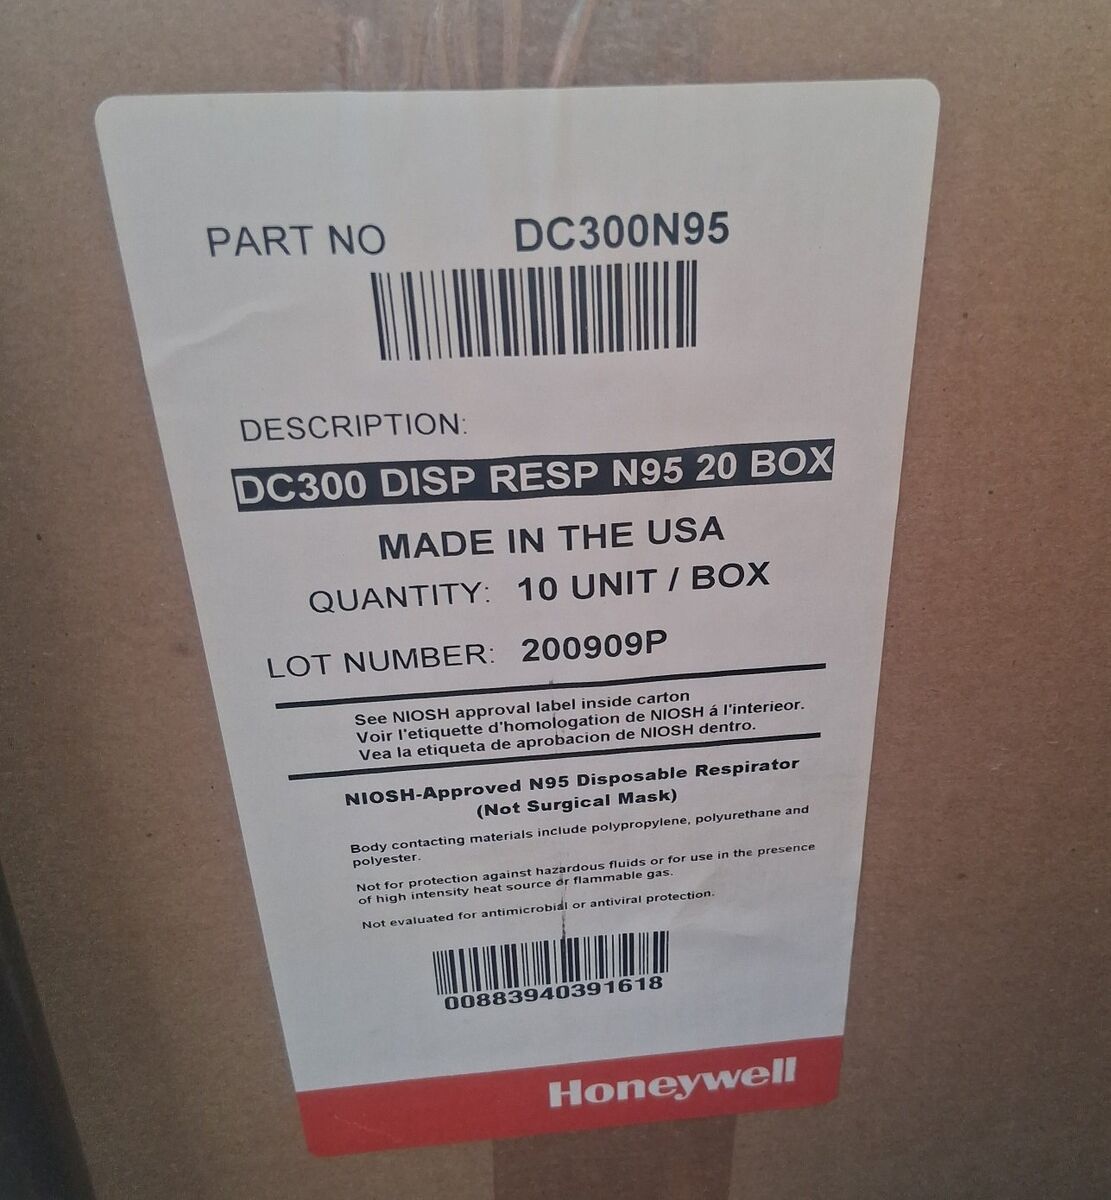 PART NO DC300N95
DESCRIPTION:
DC300 DISP RESP N95 20 BOX
MADE IN THE USA
QUANTITY: 10 UNIT / BOX
LOT NUMBER: 200909P
See NIOSH approval label inside carton
Voir l'etiquette d'homologation de NIOSH á l'interieor.
Vea la etiqueta de aprobacion de NIOSH dentro.
NIOSH-Approved N95 Disposable Respirator
(Not Surgical Mask)
Body contacting materials include polypropylene, polyurethane and
polyester.
Not for protection against hazardous fluids or for use in the presence
of high intensity heat source or flammable gas.
Not evaluated for antimicrobial or antiviral protection.
00883940391618
Honeywell